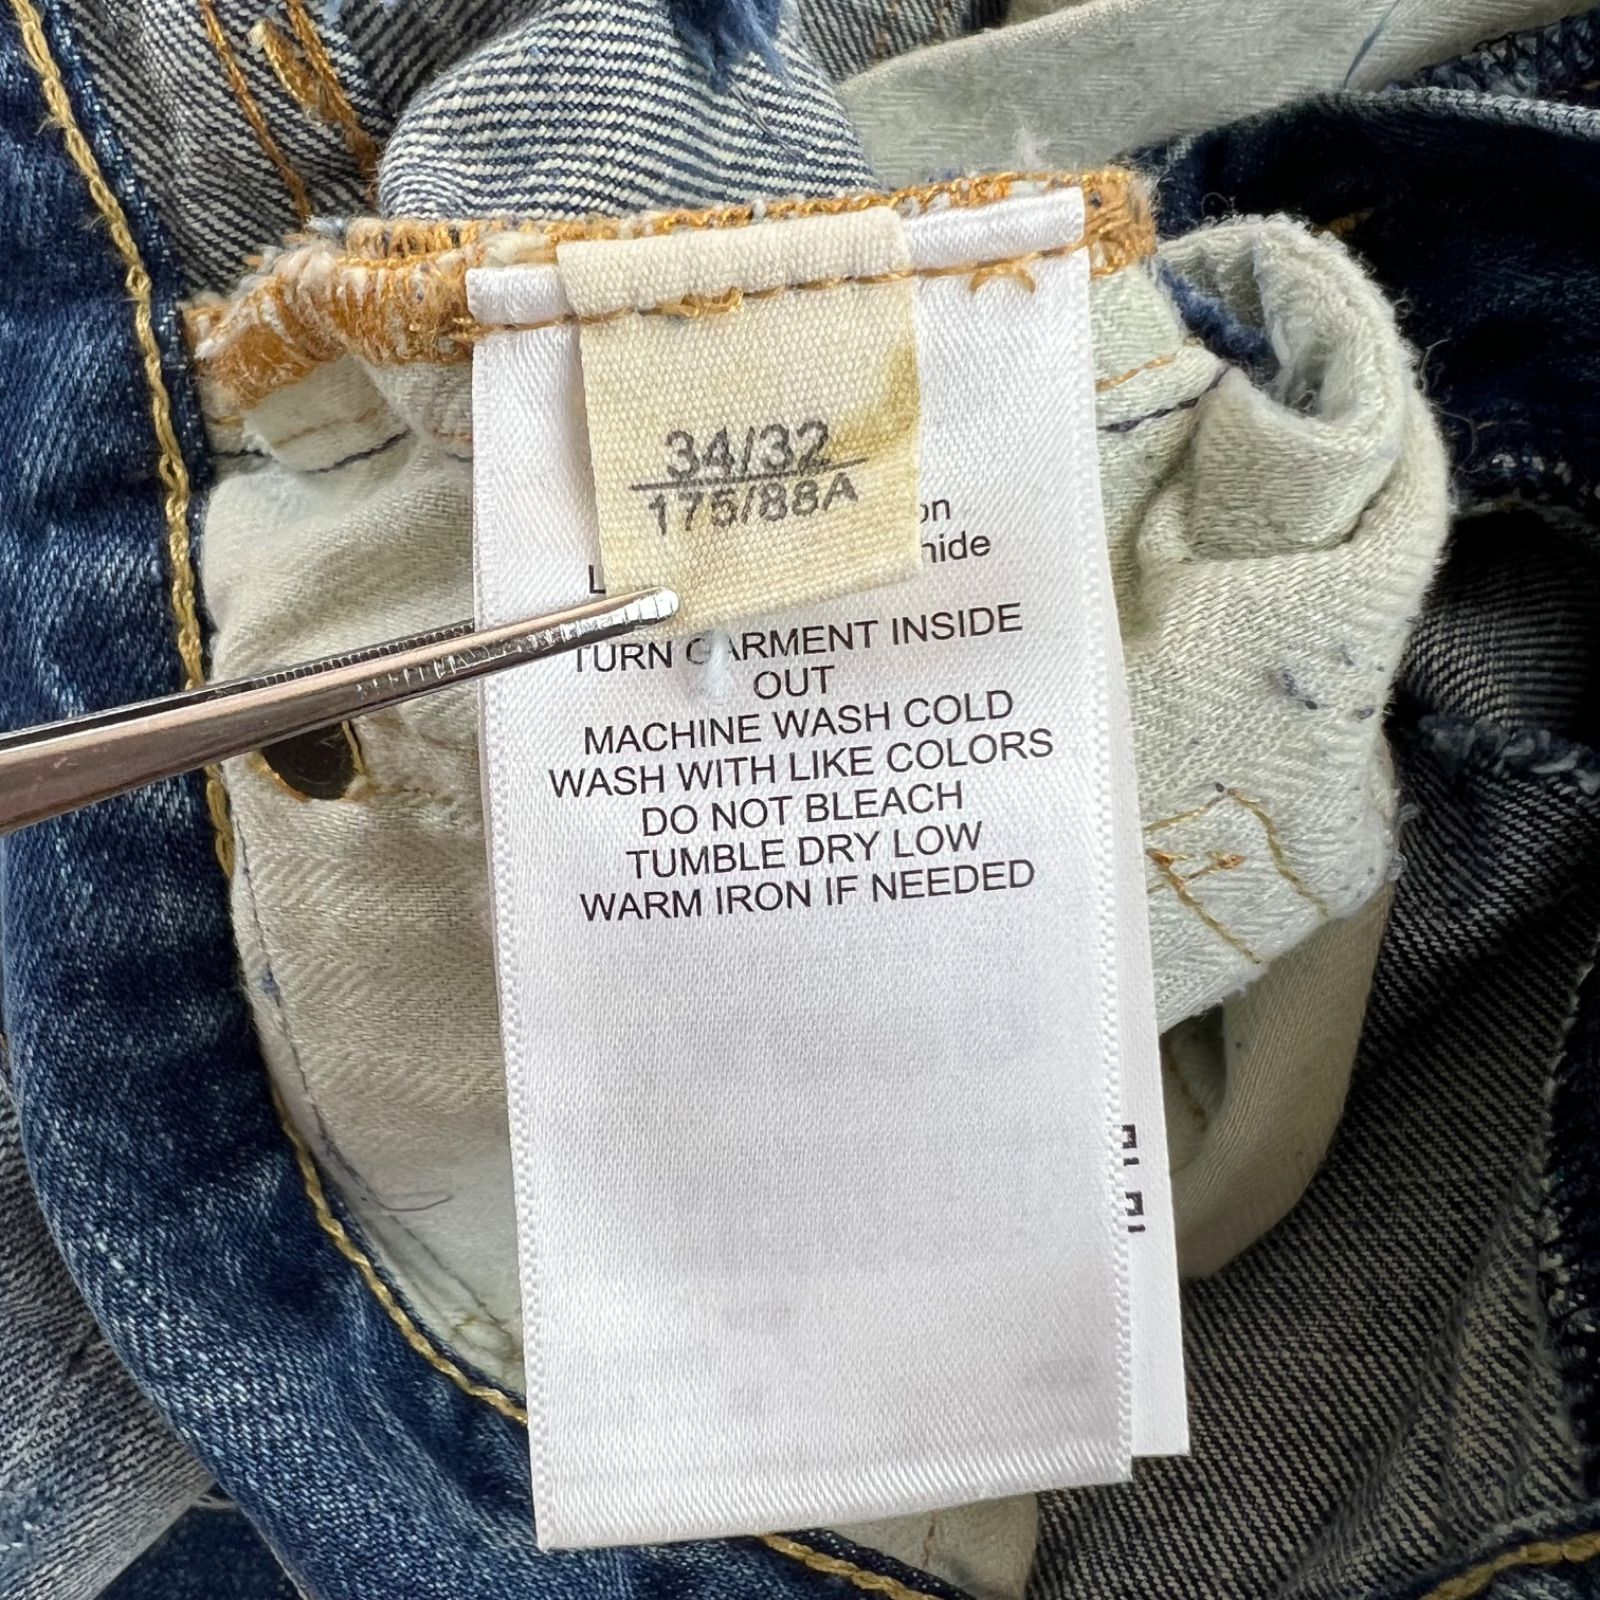 34/32
175/88A
TURN GARMENT INSIDE
OUT
MACHINE WASH COLD
WASH WITH LIKE COLORS
DO NOT BLEACH
TUMBLE DRY LOW
WARM IRON IF NEEDED